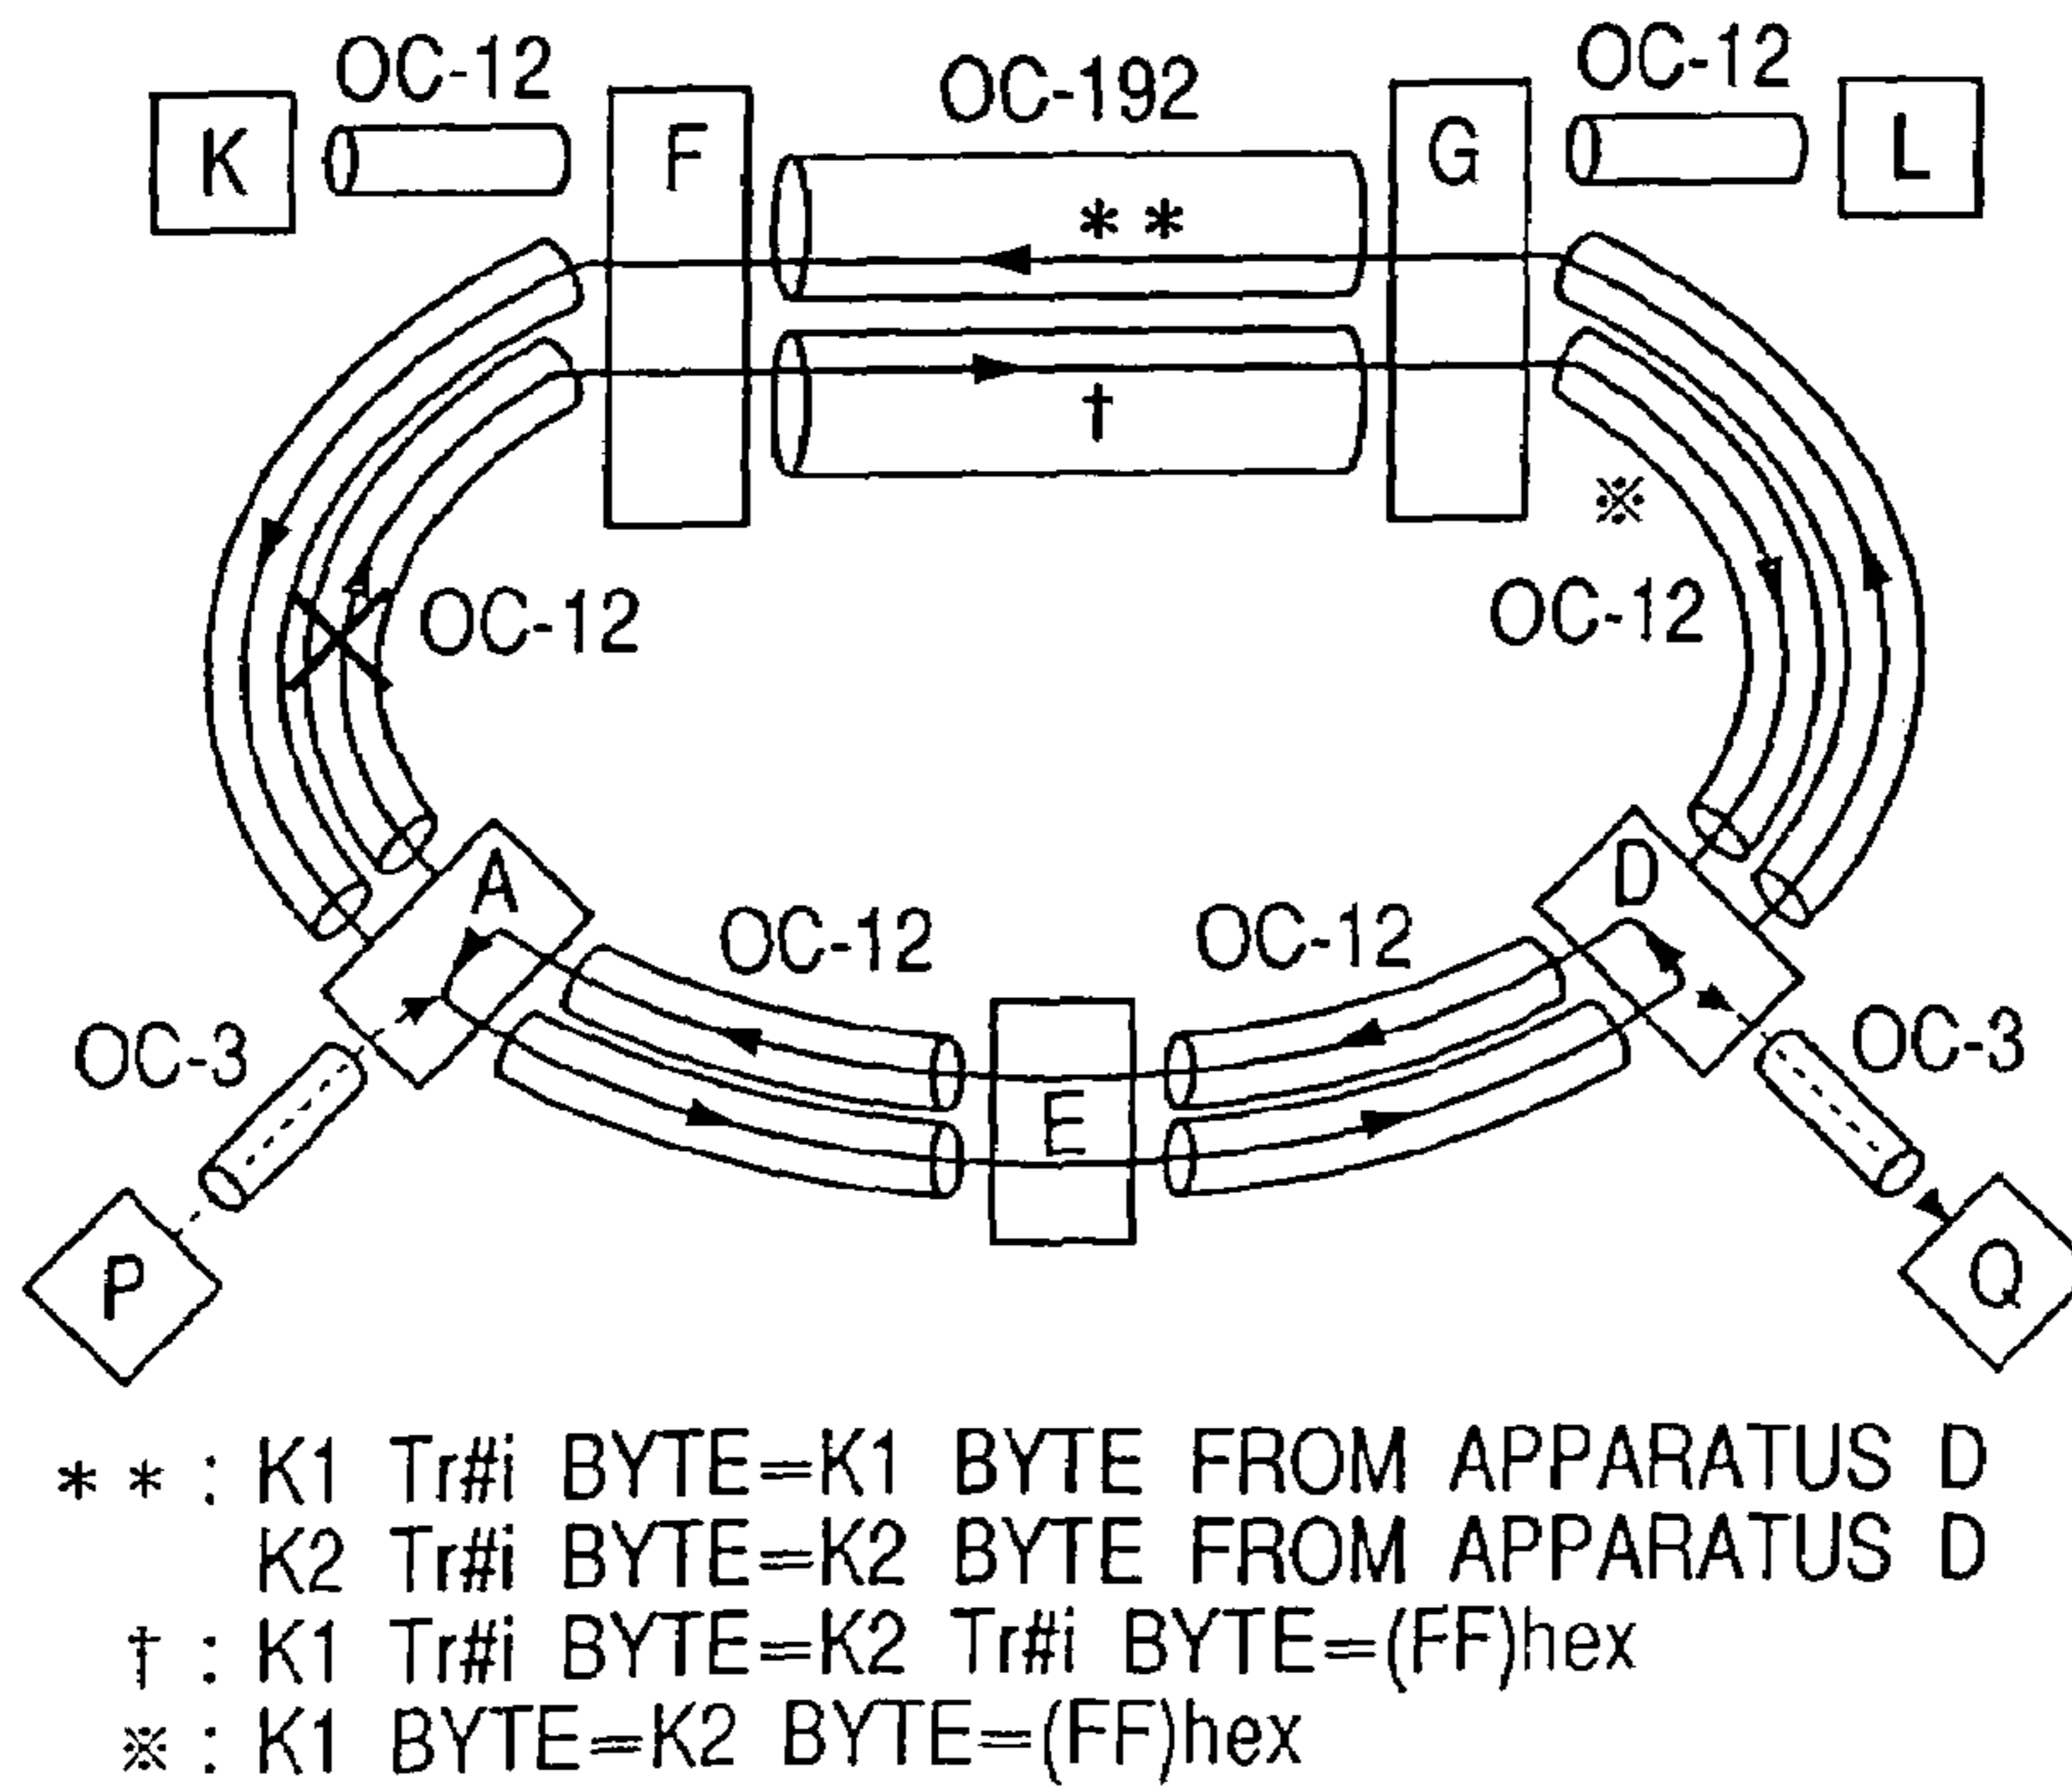 OC-12
OC-192
OC-12
K
F
G
L
**
†
※
OC-12
OC-12
A
D
OC-12
OC-12
OC-3
OC-3
E
P
Q
* * : K1 Tr#i BYTE=K1 BYTE FROM APPARATUS D
K2 Tr#i BYTE=K2 BYTE FROM APPARATUS D
† : K1 Tr#i BYTE=K2 Tr#i BYTE=(FF)hex
※ : K1 BYTE=K2 BYTE=(FF)hex